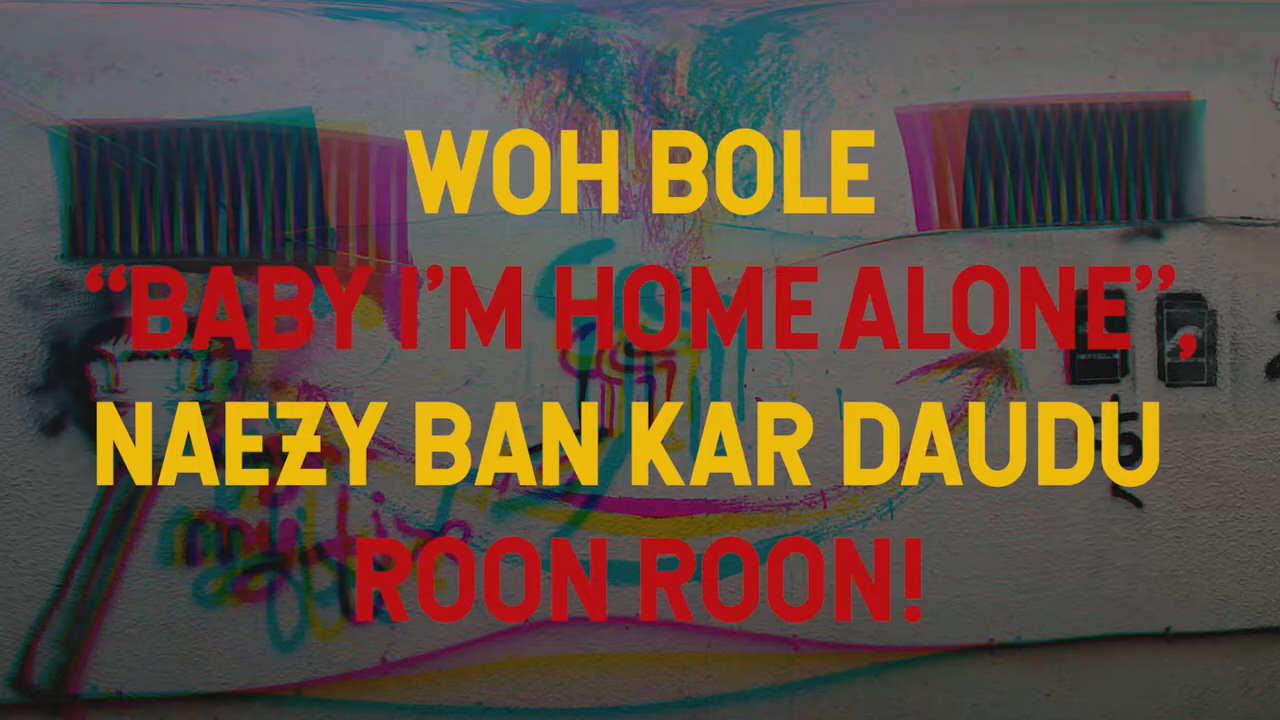 WOH BOLE
“BABY I’M HOME ALONE”,
NAEZY BAN KAR DAUDU
ROON ROON!